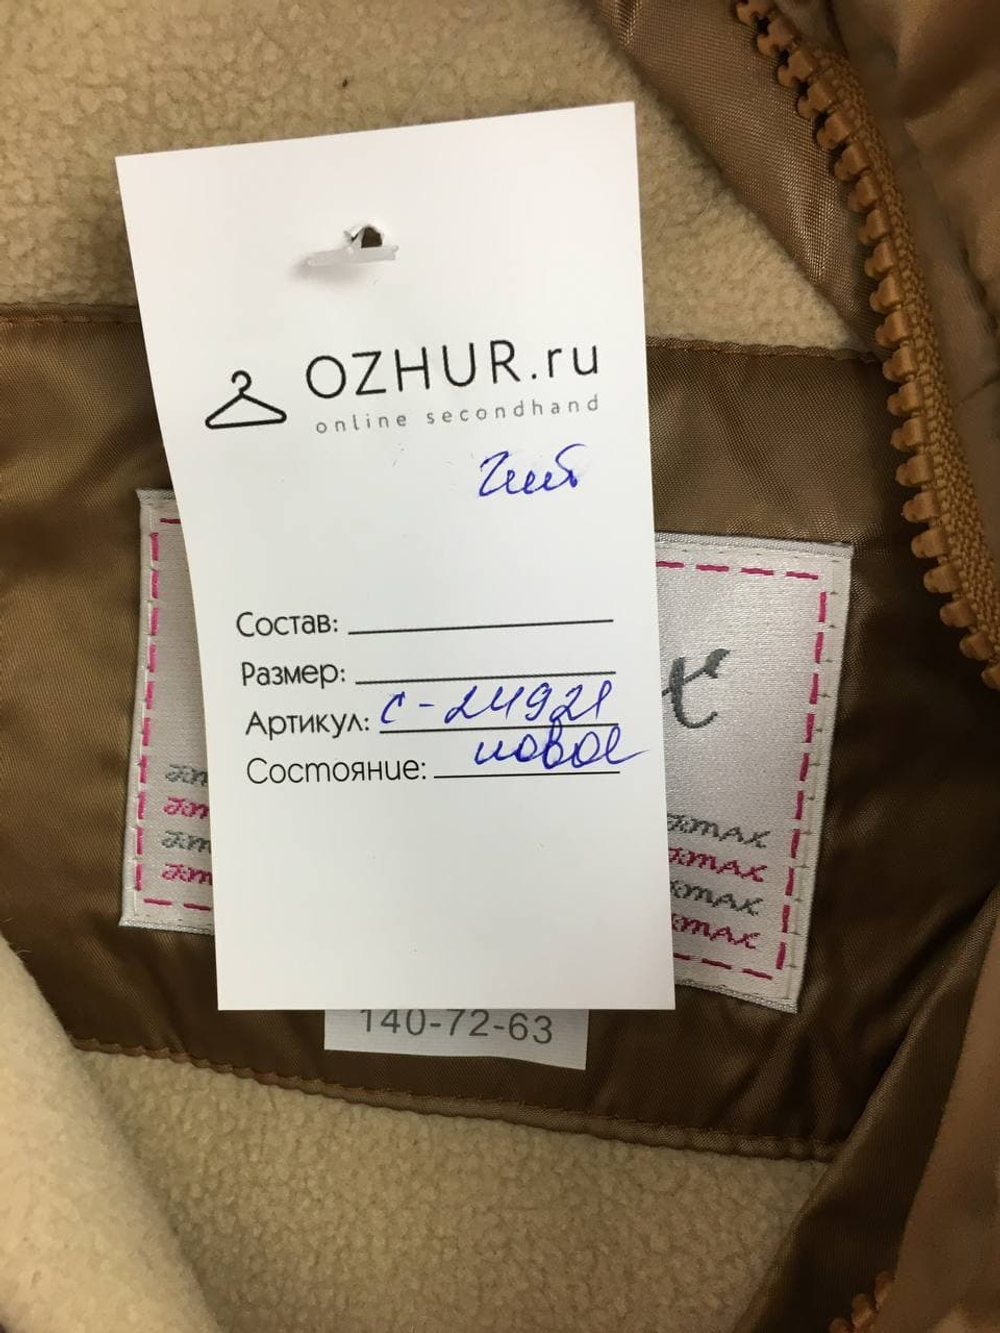 OZHUR.ru
online secondhand
Состав:
Размер:
Артикул: С-24921
Состояние: новое
140-72-63